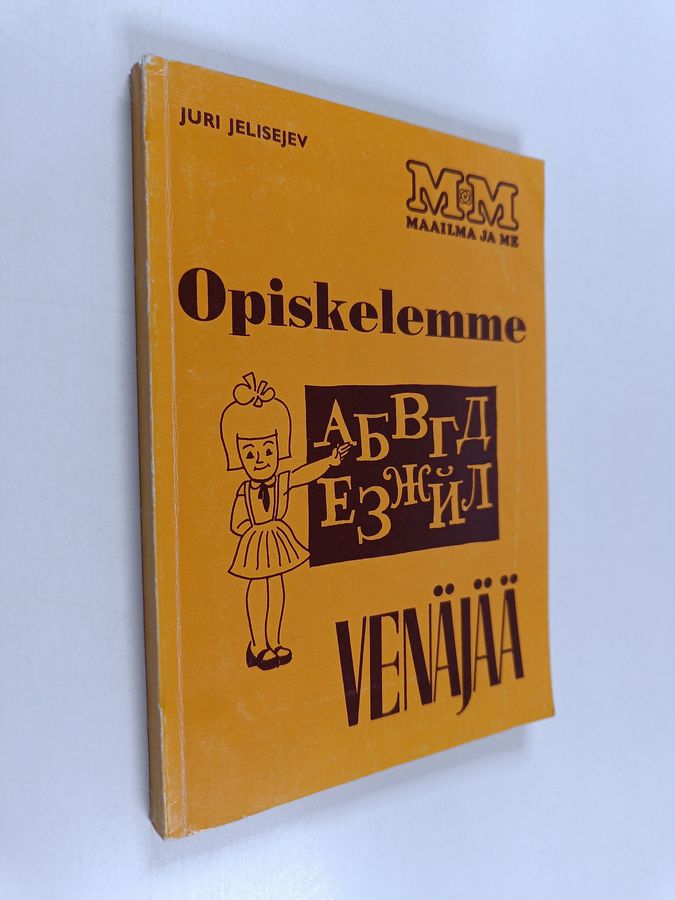 JURI JELISEJEV
MM
MAAILMA JA ME
Opiskelemme
АБВГД
ЕЗЖЙЛ
VENÄJÄÄ